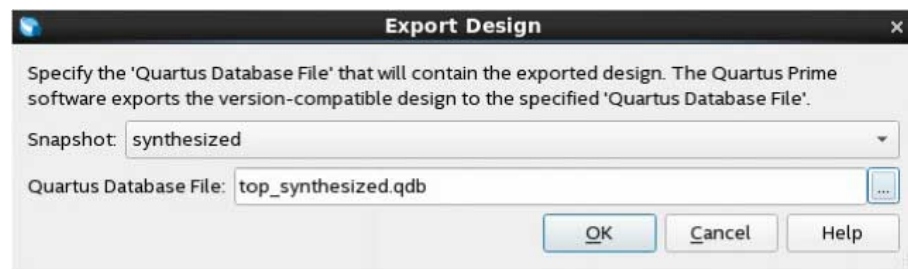 Export Design
Specify the 'Quartus Database File' that will contain the exported design. The Quartus Prime
software exports the version-compatible design to the specified 'Quartus Database File'.
Snapshot: synthesized
Quartus Database File: top_synthesized.qdb ...
OK Cancel Help